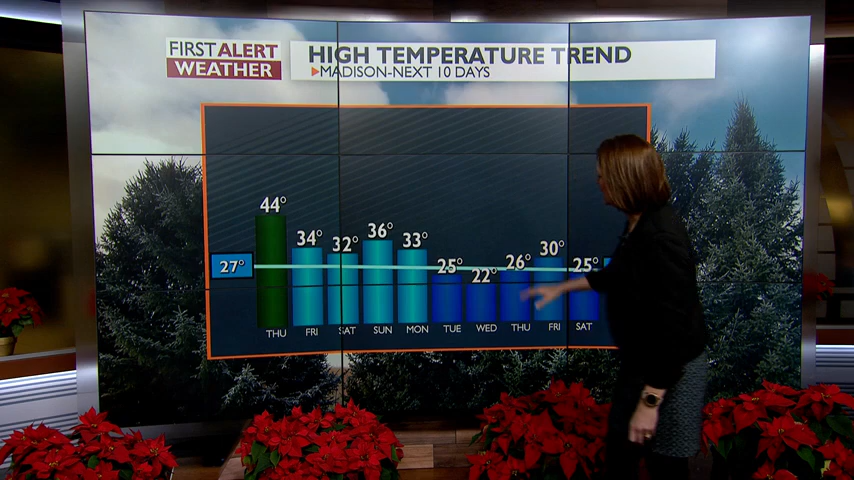 FIRST ALERT
WEATHER
HIGH TEMPERATURE TREND
MADISON-NEXT 10 DAYS
44° 34° 32° 36° 33° 25° 22° 26° 30° 25°
27°
THU FRI SAT SUN MON TUE WED THU FRI SAT